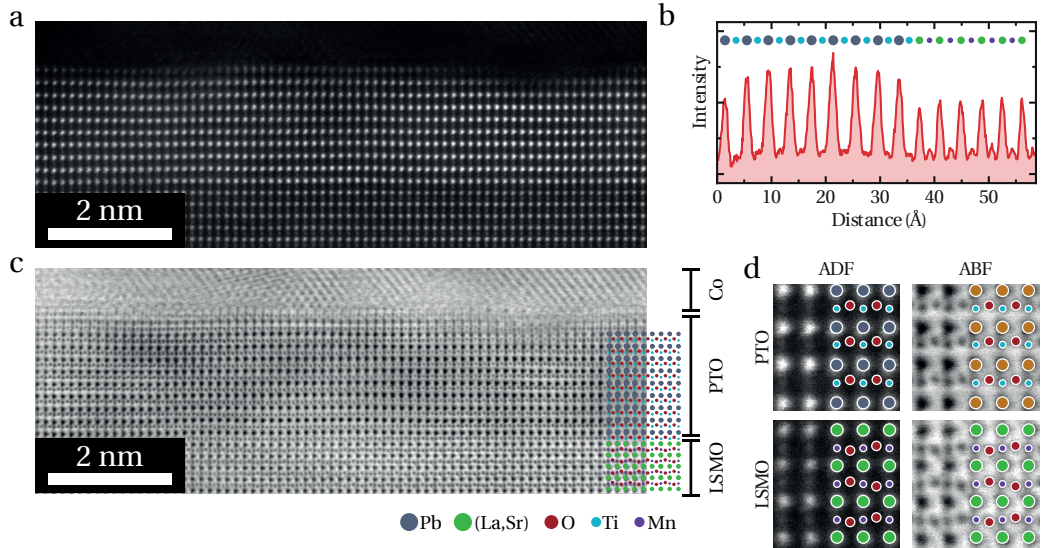 a
2 nm
b
Intensity
0 10 20 30 40 50
Distance (Å)
c
2 nm
Co
PTO
LSMO
Pb (La,Sr) O Ti Mn
d
ADF ABF
PTO
LSMO